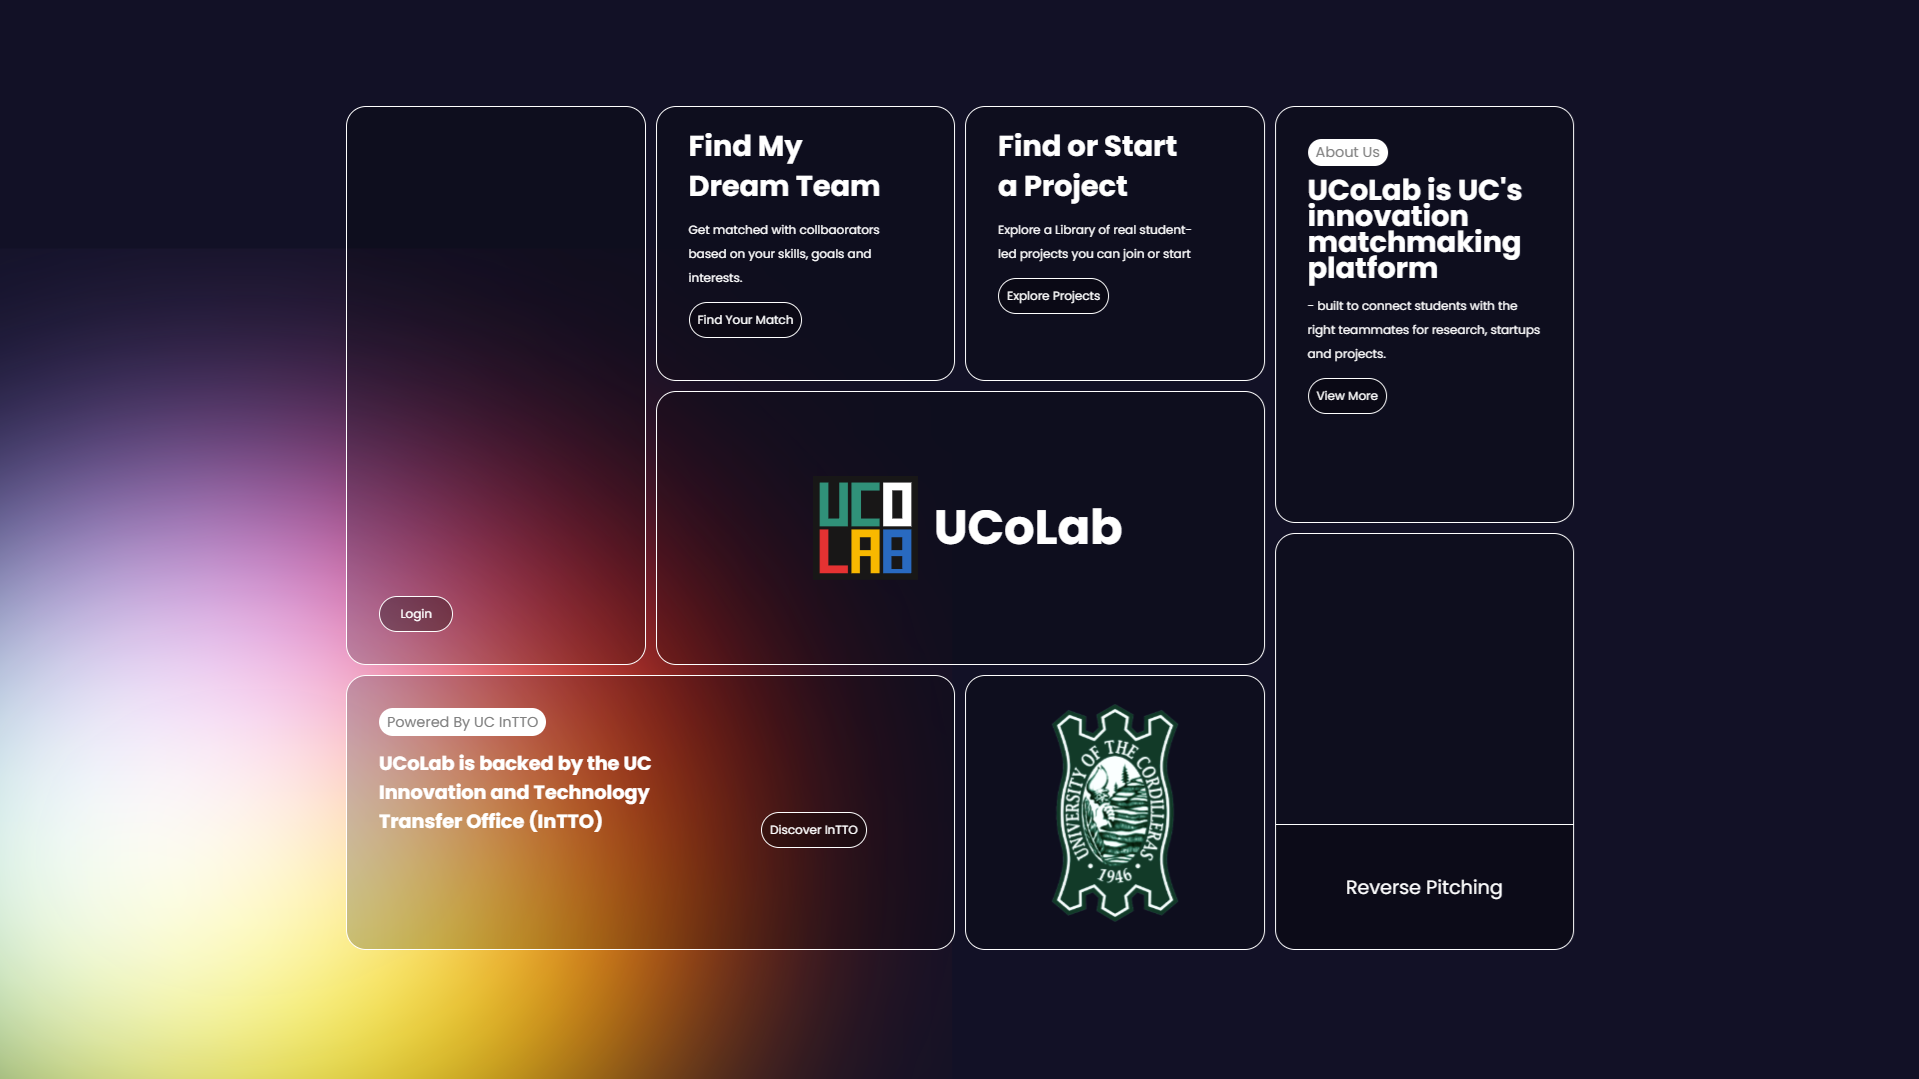 Find My
Dream Team
Get matched with collbaorators
based on your skills, goals and
interests.
Find Your Match
Find or Start
a Project
Explore a Library of real student-
led projects you can join or start
Explore Projects
About Us
UCoLab is UC's
innovation
matchmaking
platform
- built to connect students with the
right teammates for research, startups
and projects.
View More
UCO
LAB
UCoLab
Login
Powered By UC InTTO
UCoLab is backed by the UC
Innovation and Technology
Transfer Office (InTTO)
Discover InTTO
UNIVERSITY OF THE CORDILLERAS
1946
Reverse Pitching